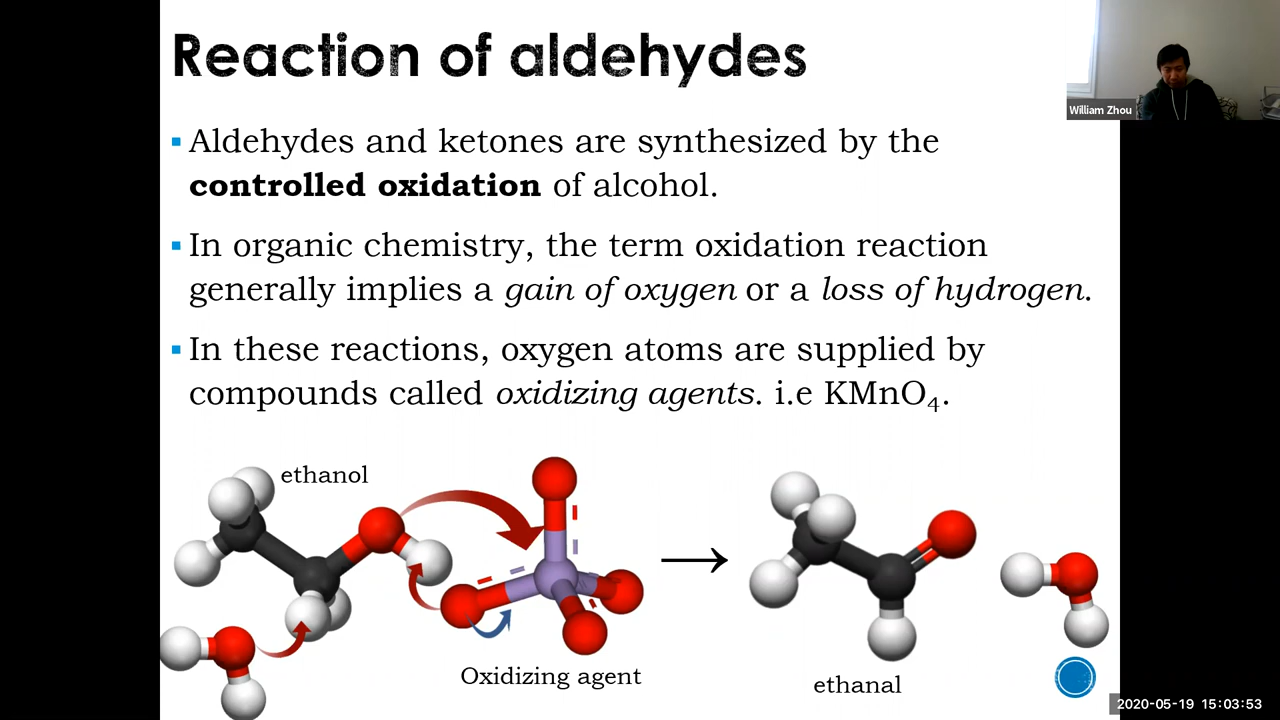 Reaction of aldehydes
William Zhou
▪ Aldehydes and ketones are synthesized by the
controlled oxidation of alcohol.
▪ In organic chemistry, the term oxidation reaction
generally implies a gain of oxygen or a loss of hydrogen.
▪ In these reactions, oxygen atoms are supplied by
compounds called oxidizing agents. i.e KMnO₄.
ethanol
Oxidizing agent
ethanal
2020-05-19 15:03:53